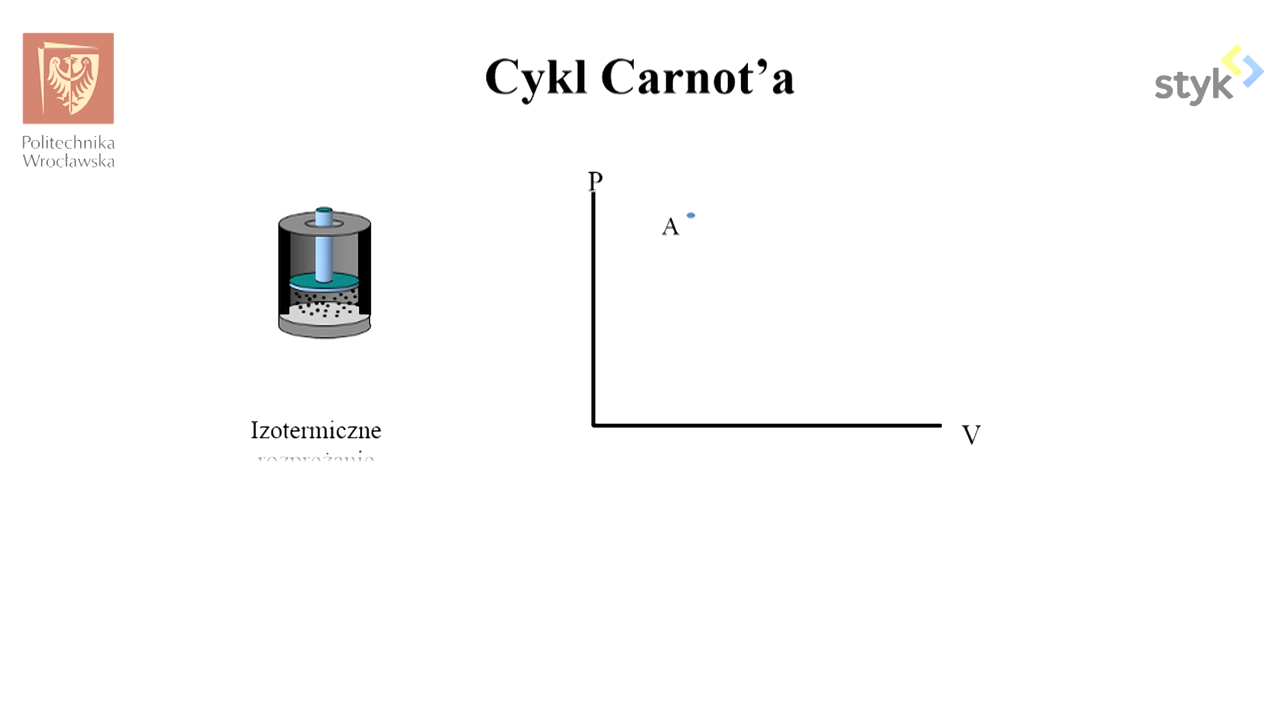 Cykl Carnot’a
Politechnika
Wrocławska
styk
P
A
V
Izotermiczne
rozprężanie